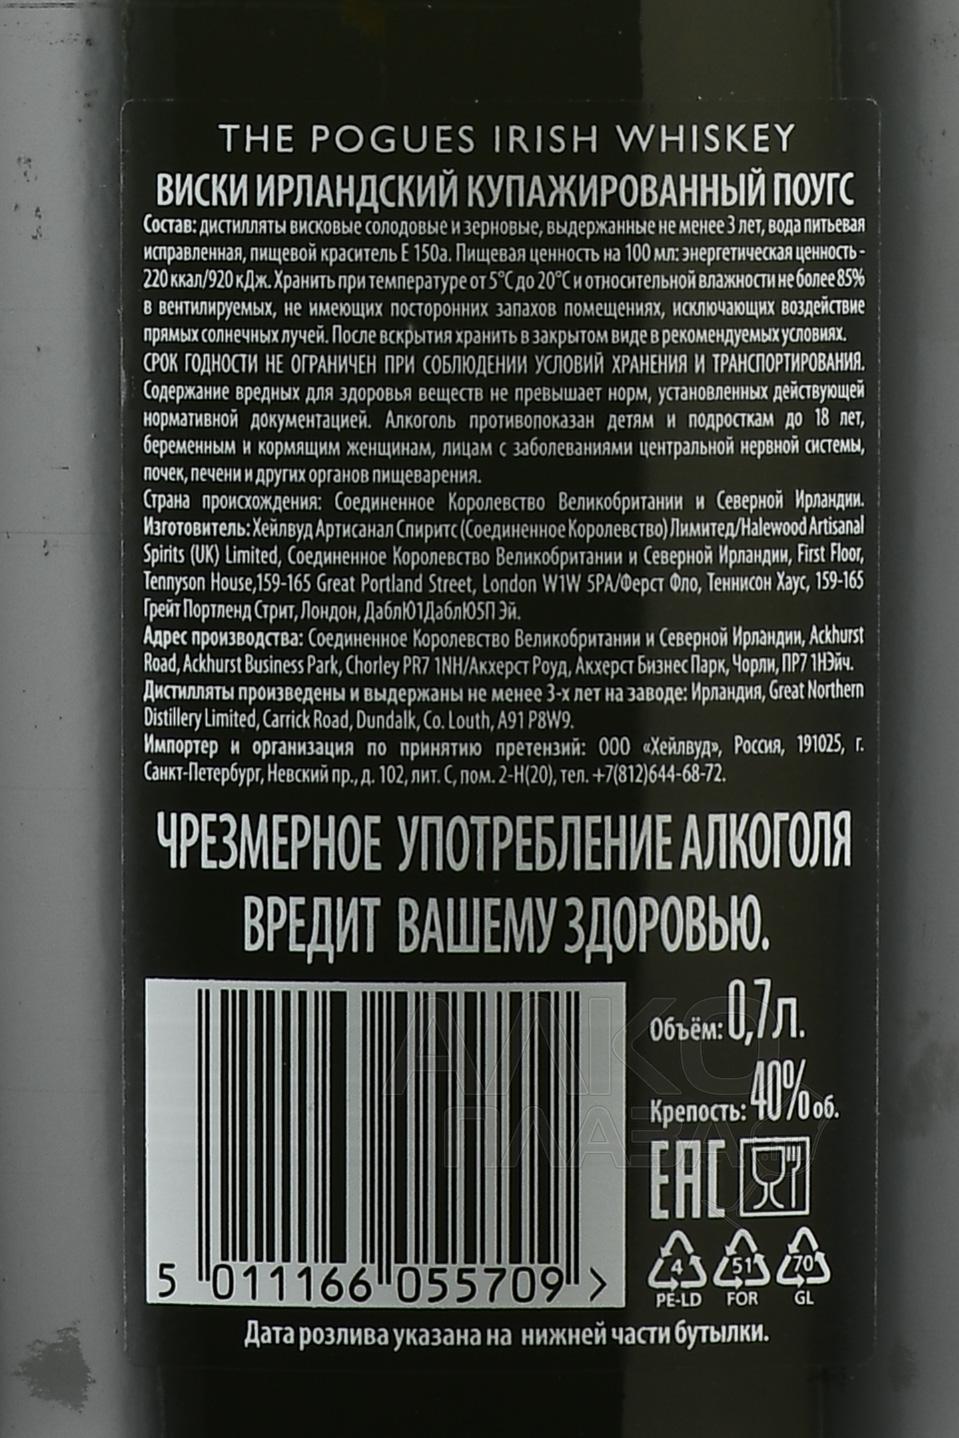 THE POGUES IRISH WHISKEY
ВИСКИ ИРЛАНДСКИЙ КУПАЖИРОВАННЫЙ ПОУГС
Состав: дистилляты висковые солодовые и зерновые, выдержанные не менее 3 лет, вода питьевая
исправленная, пищевой краситель Е 150а. Пищевая ценность на 100 мл: энергетическая ценность -
220 ккал/920 кДж. Хранить при температуре от 5°С до 20°С и относительной влажности не более 85%
в вентилируемых, не имеющих посторонних запахов помещениях, исключающих воздействие
прямых солнечных лучей. После вскрытия хранить в закрытом виде в рекомендуемых условиях.
СРОК ГОДНОСТИ НЕ ОГРАНИЧЕН ПРИ СОБЛЮДЕНИИ УСЛОВИЙ ХРАНЕНИЯ И ТРАНСПОРТИРОВАНИЯ.
Содержание вредных для здоровья веществ не превышает норм, установленных действующей
нормативной документацией. Алкоголь противопоказан детям и подросткам до 18 лет,
беременным и кормящим женщинам, лицам с заболеваниями центральной нервной системы,
почек, печени и других органов пищеварения.
Страна происхождения: Соединенное Королевство Великобритании и Северной Ирландии.
Изготовитель: Хейлвуд Артисанал Спиритс (Соединенное Королевство) Лимитед/Halewood Artisanal
Spirits (UK) Limited, Соединенное Королевство Великобритании и Северной Ирландии, First Floor,
Tennyson House,159-165 Great Portland Street, London W1W 5PA/Ферст Фло, Теннисон Хаус, 159-165
Грейт Портленд Стрит, Лондон, ДаблЮ1ДаблЮ5П Эй.
Адрес производства: Соединенное Королевство Великобритании и Северной Ирландии, Ackhurst
Road, Ackhurst Business Park, Chorley PR7 1NH/Акхерст Роуд, Акхерст Бизнес Парк, Чорли, ПР7 1НЭйч.
Дистилляты произведены и выдержаны не менее 3-х лет на заводе: Ирландия, Great Northern
Distillery Limited, Carrick Road, Dundalk, Co. Louth, A91 P8W9.
Импортер и организация по принятию претензий: ООО «Хейлвуд», Россия, 191025, г.
Санкт-Петербург, Невский пр., д. 102, лит. С, пом. 2-Н(20), тел. +7(812)644-68-72.
ЧРЕЗМЕРНОЕ УПОТРЕБЛЕНИЕ АЛКОГОЛЯ
ВРЕДИТ ВАШЕМУ ЗДОРОВЬЮ.
Объём: 0,7 л.
Крепость: 40% об.
АЛКО
ПЛАЗА
EAC
4 51 70
PE-LD FOR GL
5 011166 055709 >
Дата розлива указана на нижней части бутылки.